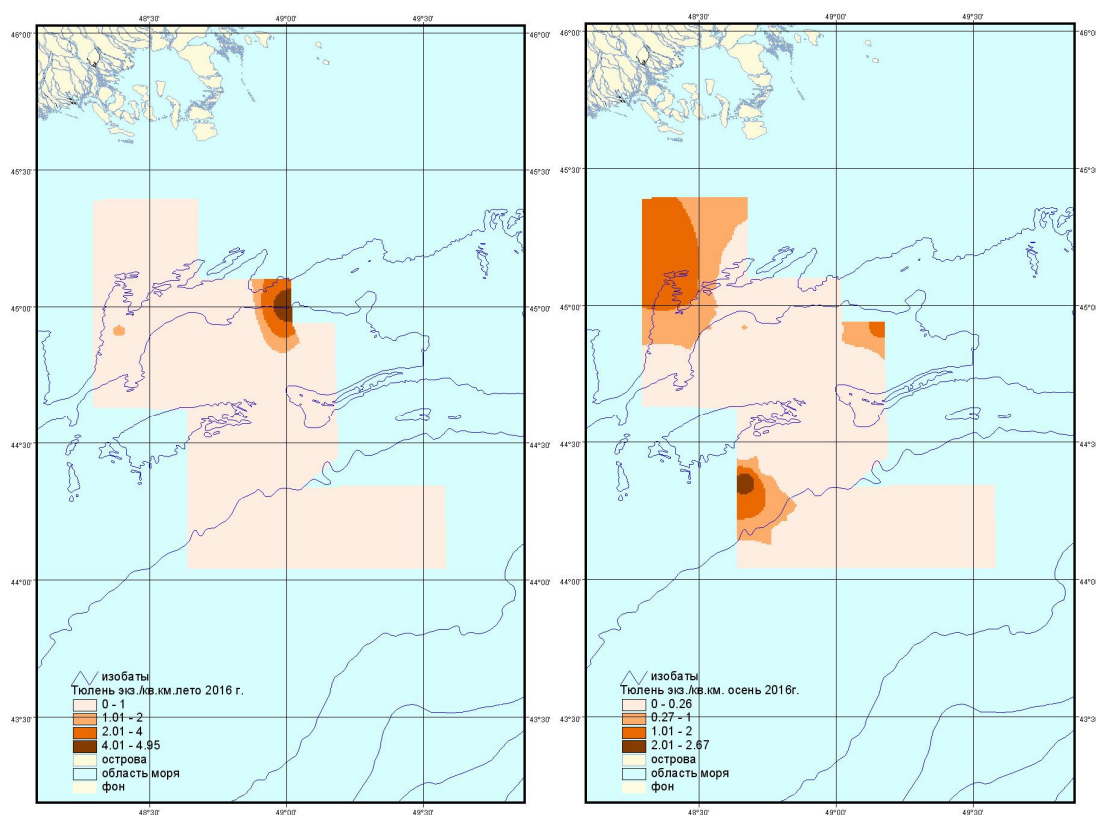 48°30' 49°00' 49°30'
46°00' 46°00'
45°30' 45°30'
45°00' 45°00'
44°30' 44°30'
44°00' 44°00'
43°30' 43°30'
изобаты
Тюлень экз./кв.км.лето 2016 г.
0 - 1
1.01 - 2
2.01 - 4
4.01 - 4.95
острова
область моря
фон
48°30' 49°00' 49°30'
48°30' 49°00' 49°30'
46°00' 46°00'
45°30' 45°30'
45°00' 45°00'
44°30' 44°30'
44°00' 44°00'
43°30' 43°30'
изобаты
Тюлень экз./кв.км. осень 2016г.
0 - 0.26
0.27 - 1
1.01 - 2
2.01 - 2.67
острова
область моря
фон
48°30' 49°00' 49°30'